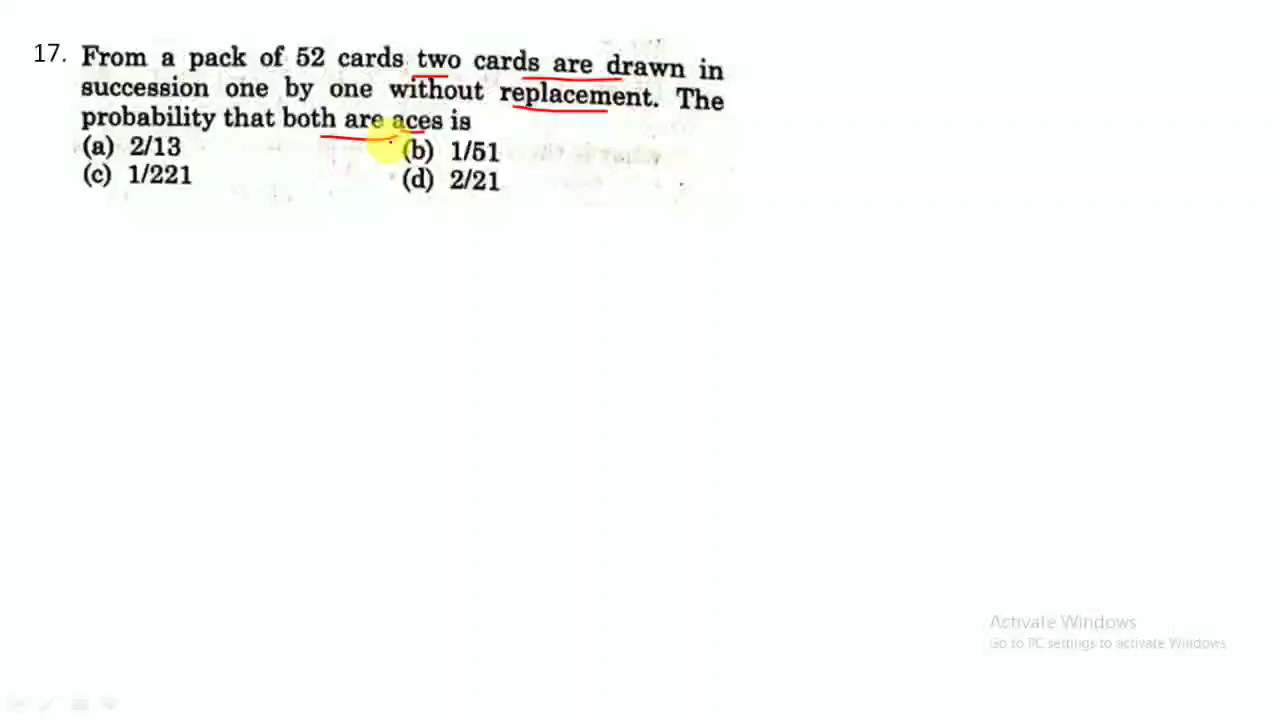 17. From a pack of 52 cards two cards are drawn in
succession one by one without replacement. The
probability that both are aces is
(a) 2/13 (b) 1/51
(c) 1/221 (d) 2/21
Activate Windows
Go to PC settings to activate Windows.